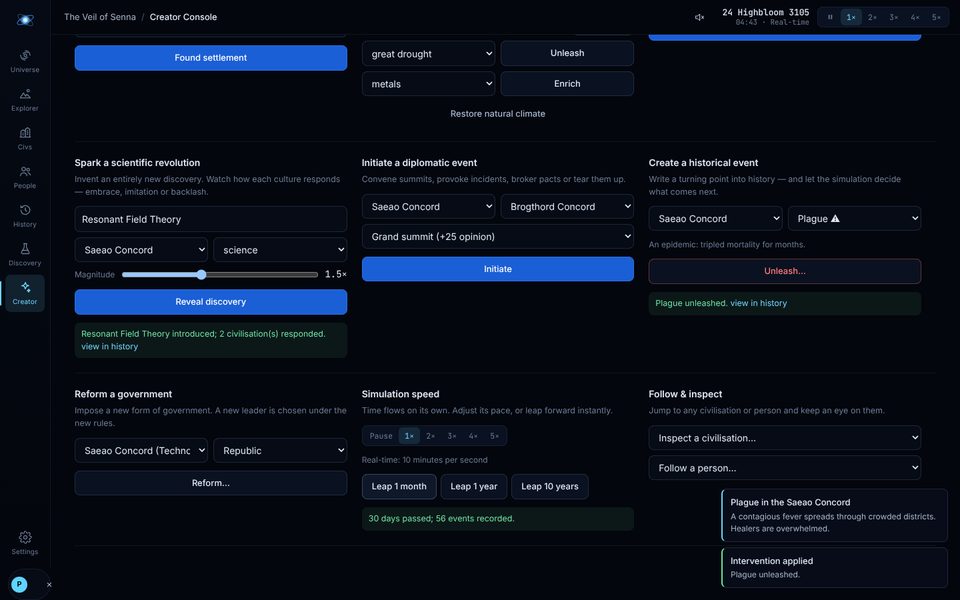 The Veil of Senna / Creator Console
24 Highbloom 3105
04:43 · Real-time
1× 2× 3× 4× 5×
Universe
Explorer
Civs
People
History
Discovery
Creator
Settings
P ×
Found settlement
great drought
Unleash
metals
Enrich
Restore natural climate
Spark a scientific revolution
Invent an entirely new discovery. Watch how each culture responds
— embrace, imitation or backlash.
Resonant Field Theory
Saeao Concord
science
Magnitude 1.5×
Reveal discovery
Resonant Field Theory introduced; 2 civilisation(s) responded.
view in history
Initiate a diplomatic event
Convene summits, provoke incidents, broker pacts or tear them up.
Saeao Concord
Brogthord Concord
Grand summit (+25 opinion)
Initiate
Create a historical event
Write a turning point into history — and let the simulation decide
what comes next.
Saeao Concord
Plague ⚠
An epidemic: tripled mortality for months.
Unleash...
Plague unleashed. view in history
Reform a government
Impose a new form of government. A new leader is chosen under the
new rules.
Saeao Concord (Technc
Republic
Reform...
Simulation speed
Time flows on its own. Adjust its pace, or leap forward instantly.
Pause 1× 2× 3× 4× 5×
Real-time: 10 minutes per second
Leap 1 month
Leap 1 year
Leap 10 years
30 days passed; 56 events recorded.
Follow & inspect
Jump to any civilisation or person and keep an eye on them.
Inspect a civilisation...
Follow a person...
Plague in the Saeao Concord
A contagious fever spreads through crowded districts.
Healers are overwhelmed.
Intervention applied
Plague unleashed.